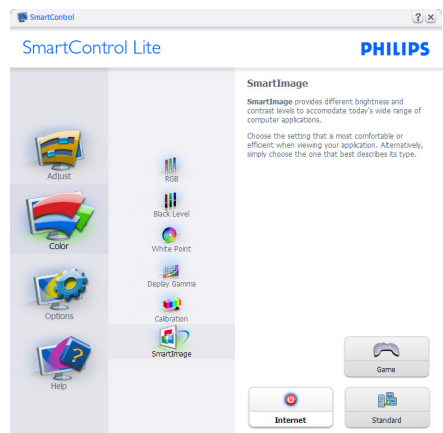 SmartControl
? ×
SmartControl Lite
PHILIPS
Adjust
Color
Options
Help
RGB
Black Level
White Point
Display Gamma
Calibration
SmartImage
SmartImage
SmartImage provides different brightness and
contrast levels to accomodate today's wide range of
computer applications.
Choose the setting that is most comfortable or
efficient when viewing your application. Alternatively,
simply choose the one that best describes its type.
Game
Internet
Standard